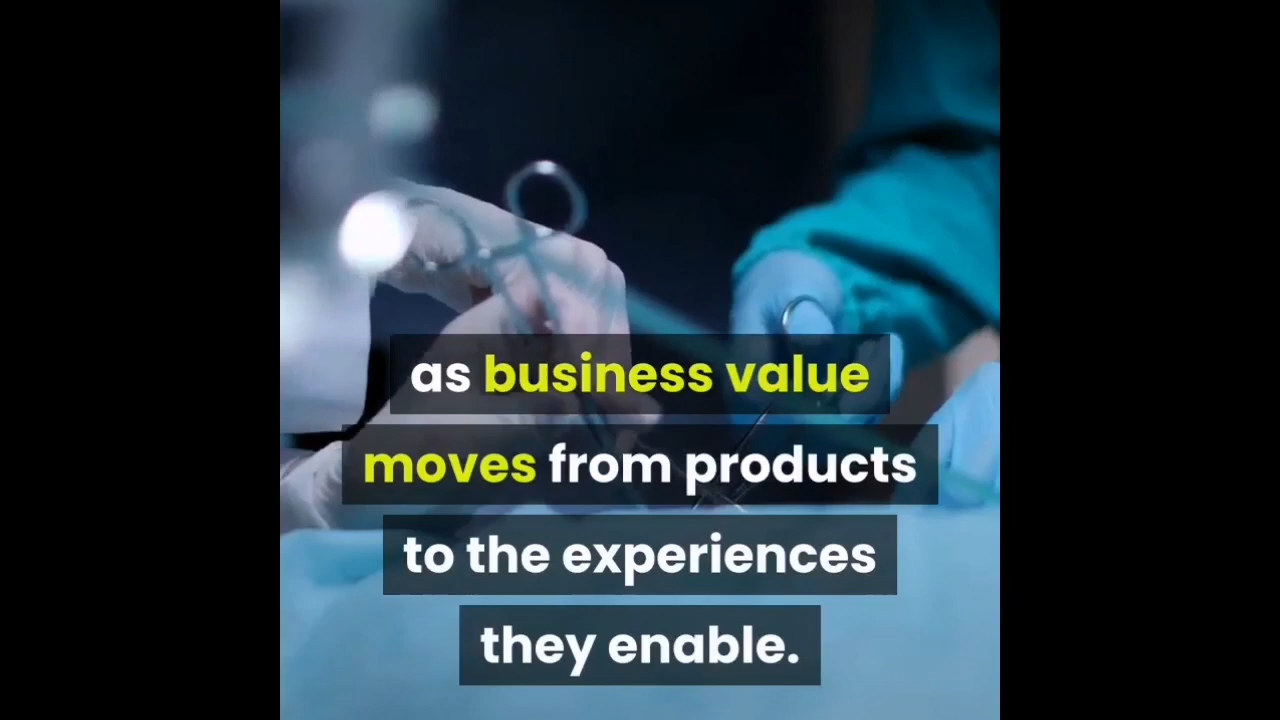 as business value
moves from products
to the experiences
they enable.